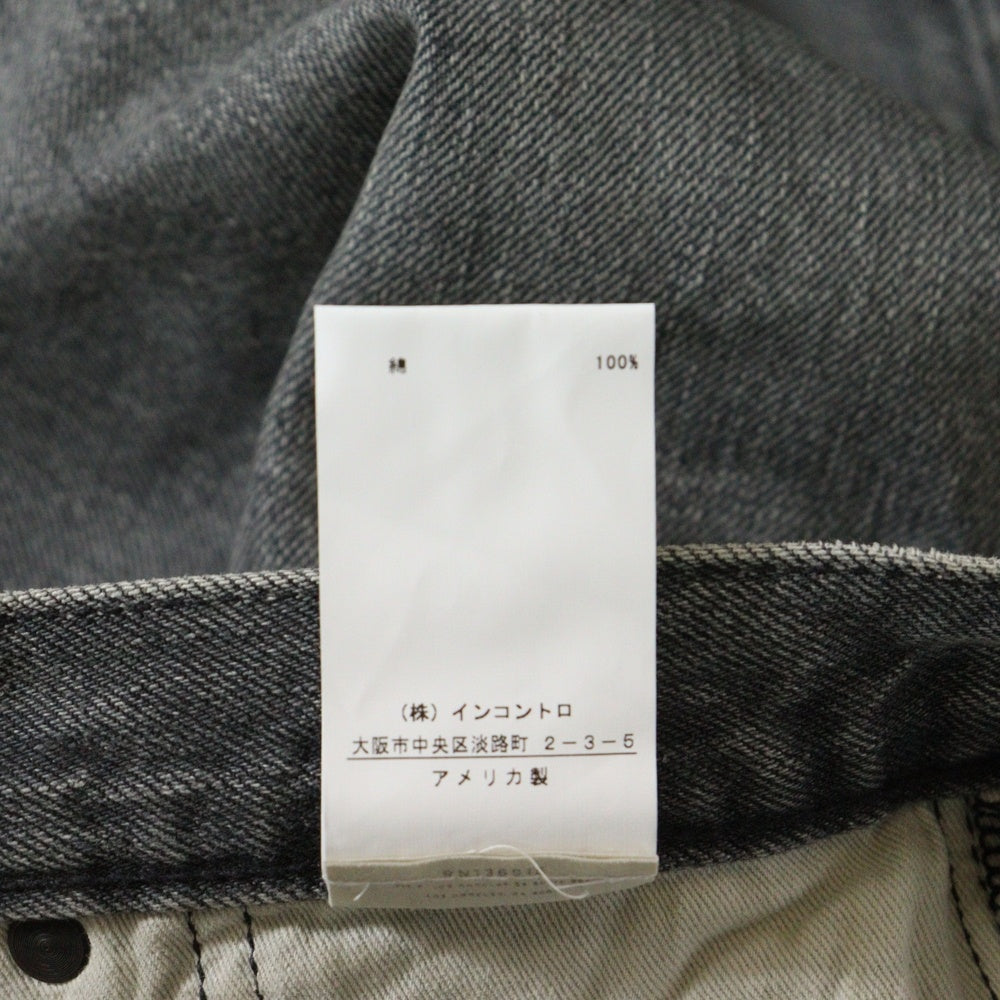 綿 100%
（株）インコントロ
大阪市中央区淡路町 2－3－5
アメリカ製